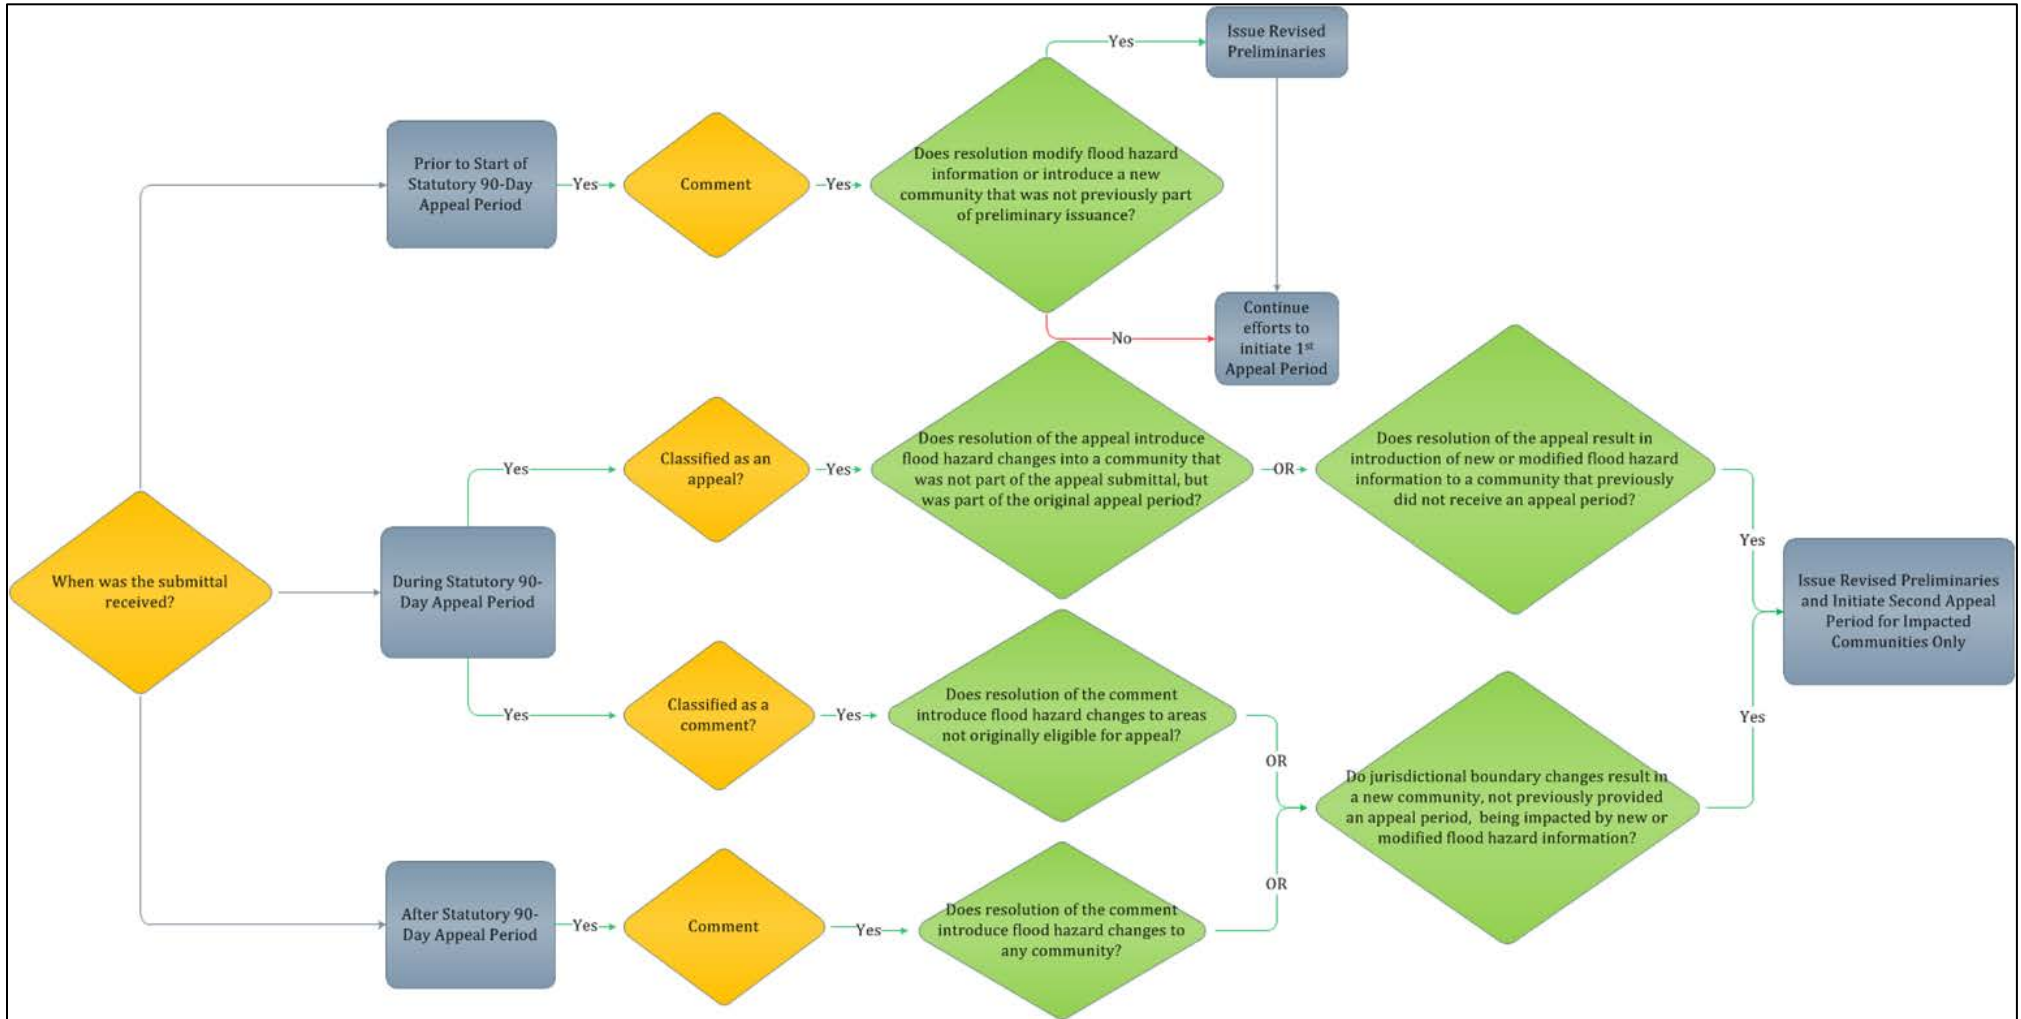 When was the submittal
received?
Prior to Start of
Statutory 90-Day
Appeal Period
Yes
Comment
Yes
Does resolution modify flood hazard
information or introduce a new
community that was not previously part
of preliminary issuance?
Yes
Issue Revised
Preliminaries
No
Continue
efforts to
initiate 1st
Appeal Period
During Statutory 90-
Day Appeal Period
Yes
Classified as an
appeal?
Yes
Does resolution of the appeal introduce
flood hazard changes into a community that
was not part of the appeal submittal, but
was part of the original appeal period?
OR
Does resolution of the appeal result in
introduction of new or modified flood hazard
information to a community that previously
did not receive an appeal period?
Yes
Yes
Classified as a
comment?
Yes
Does resolution of the comment
introduce flood hazard changes to areas
not originally eligible for appeal?
OR
After Statutory 90-
Day Appeal Period
Yes
Comment
Yes
Does resolution of the comment
introduce flood hazard changes to
any community?
OR
Do jurisdictional boundary changes result in
a new community, not previously provided
an appeal period, being impacted by new or
modified flood hazard information?
Yes
Issue Revised Preliminaries
and Initiate Second Appeal
Period for Impacted
Communities Only